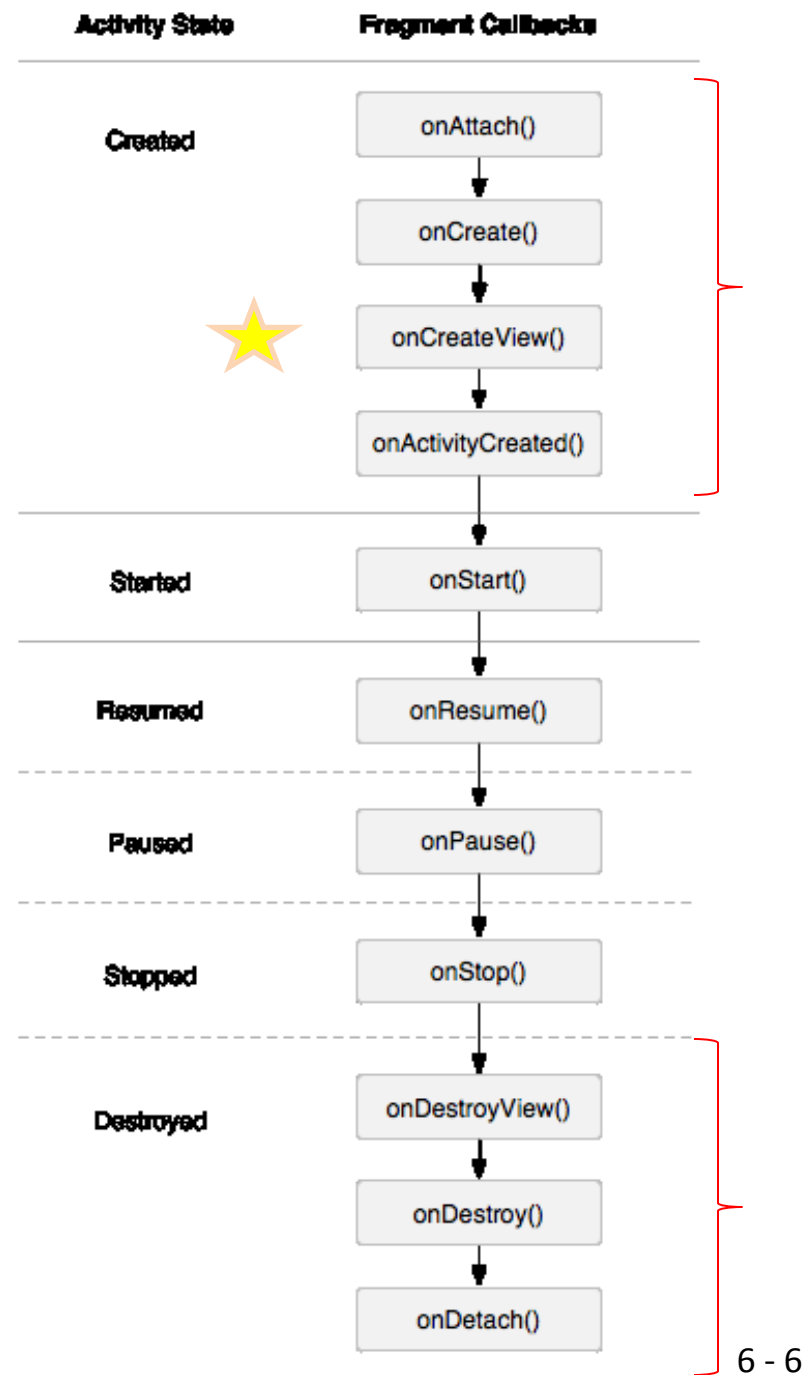 Activity State Fragment Callbacks
Created
onAttach()
onCreate()
onCreateView()
onActivityCreated()
Started
onStart()
Resumed
onResume()
Paused
onPause()
Stopped
onStop()
Destroyed
onDestroyView()
onDestroy()
onDetach()
6 - 6